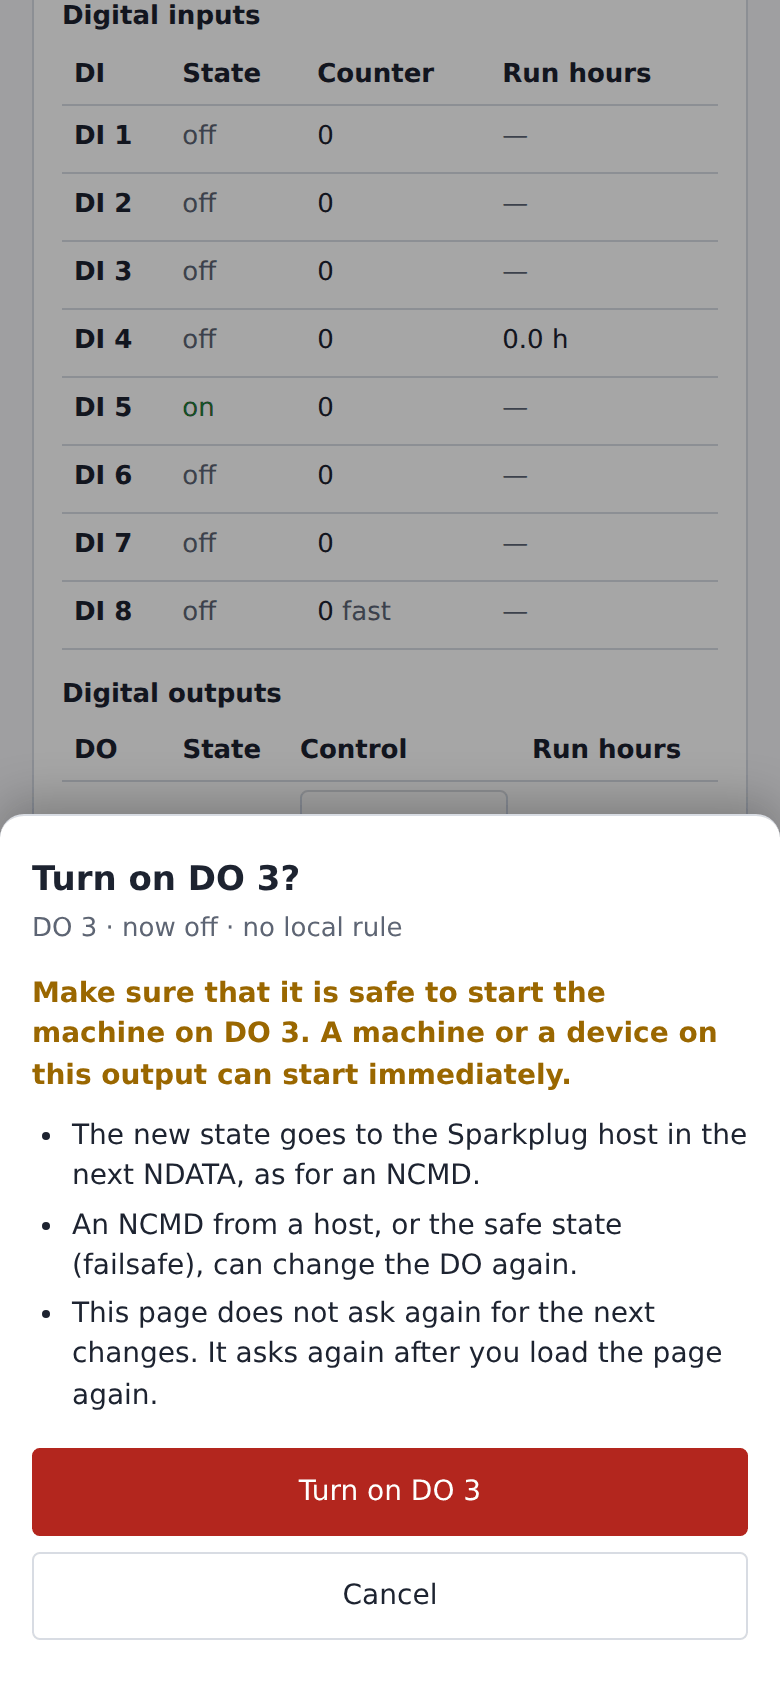 Digital inputs
DI State Counter Run hours
DI 1 off 0 —
DI 2 off 0 —
DI 3 off 0 —
DI 4 off 0 0.0 h
DI 5 on 0 —
DI 6 off 0 —
DI 7 off 0 —
DI 8 off 0 fast —
Digital outputs
DO State Control Run hours
Turn on DO 3?
DO 3 · now off · no local rule
Make sure that it is safe to start the
machine on DO 3. A machine or a device on
this output can start immediately.
• The new state goes to the Sparkplug host in the
next NDATA, as for an NCMD.
• An NCMD from a host, or the safe state
(failsafe), can change the DO again.
• This page does not ask again for the next
changes. It asks again after you load the page
again.
Turn on DO 3
Cancel